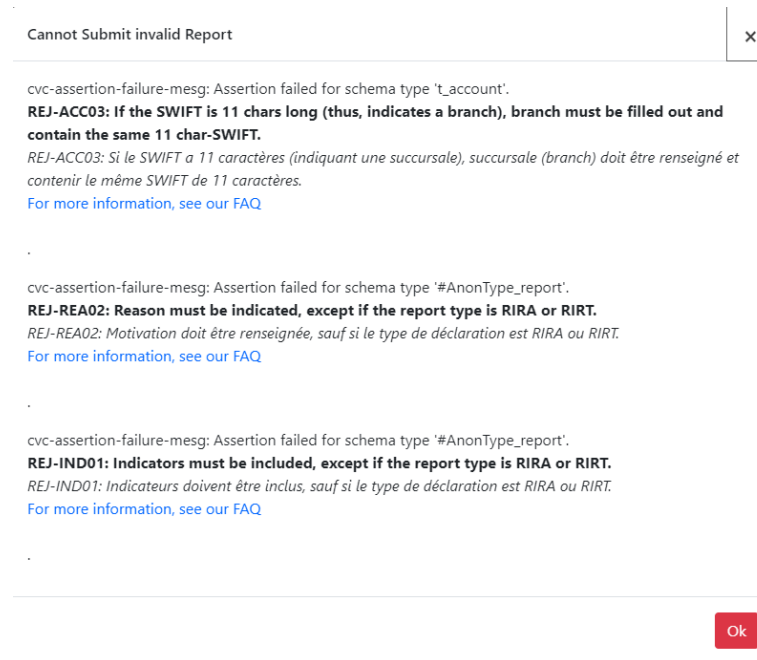 Cannot Submit invalid Report
×
cvc-assertion-failure-mesg: Assertion failed for schema type 't_account'.
REJ-ACC03: If the SWIFT is 11 chars long (thus, indicates a branch), branch must be filled out and
contain the same 11 char-SWIFT.
REJ-ACC03: Si le SWIFT a 11 caractères (indiquant une succursale), succursale (branch) doit être renseigné et
contenir le même SWIFT de 11 caractères.
For more information, see our FAQ
.
cvc-assertion-failure-mesg: Assertion failed for schema type '#AnonType_report'.
REJ-REA02: Reason must be indicated, except if the report type is RIRA or RIRT.
REJ-REA02: Motivation doit être renseignée, sauf si le type de déclaration est RIRA ou RIRT.
For more information, see our FAQ
.
cvc-assertion-failure-mesg: Assertion failed for schema type '#AnonType_report'.
REJ-IND01: Indicators must be included, except if the report type is RIRA or RIRT.
REJ-IND01: Indicateurs doivent être inclus, sauf si le type de déclaration est RIRA ou RIRT.
For more information, see our FAQ
.
Ok